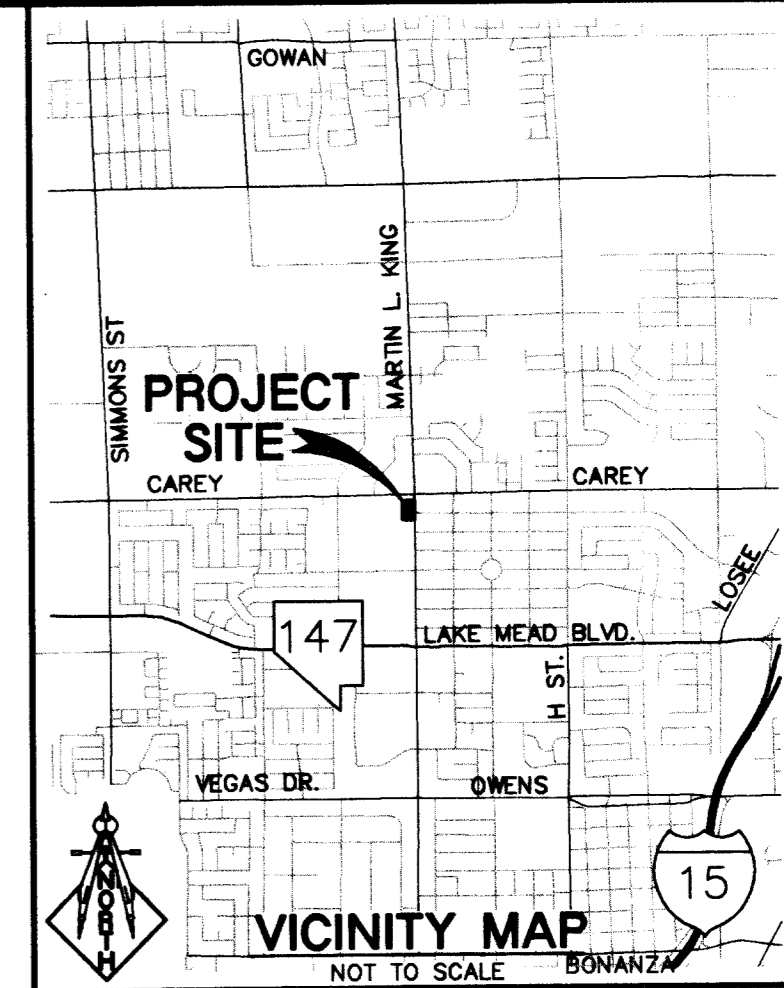 GOWAN
MARTIN L. KING
SIMMONS ST
PROJECT
SITE
CAREY
CAREY
LOSEE
147
LAKE MEAD BLVD.
H ST.
VEGAS DR.
OWENS
NORTH
15
VICINITY MAP
NOT TO SCALE
BONANZA